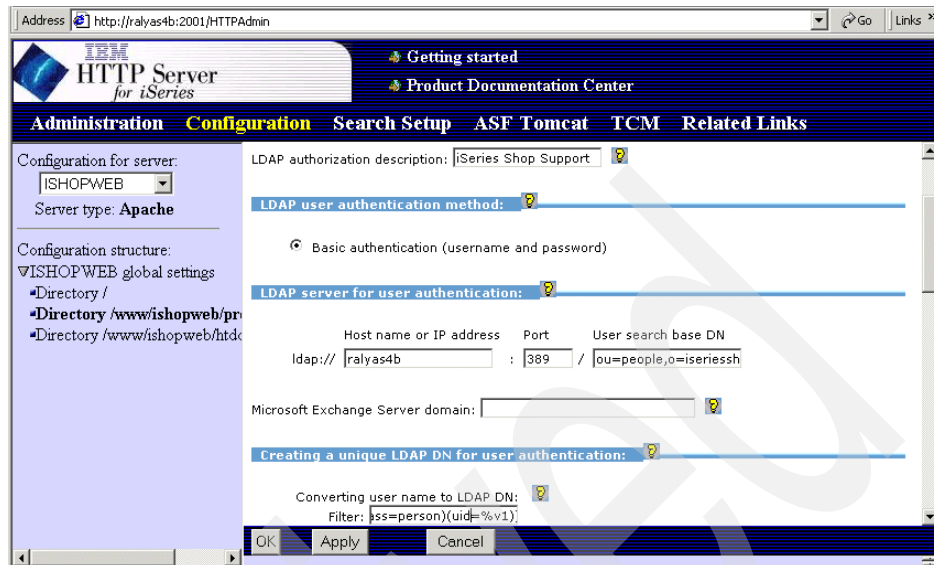 Address http://ralyas4b:2001/HTTPAdmin Go Links »
IBM
HTTP Server
for iSeries
Getting started
Product Documentation Center
Administration Configuration Search Setup ASF Tomcat TCM Related Links
Configuration for server:
ISHOPWEB
Server type: Apache
Configuration structure:
ISHOPWEB global settings
Directory /
Directory /www/ishopweb/pr
Directory /www/ishopweb/htd
LDAP authorization description: iSeries Shop Support
LDAP user authentication method:
Basic authentication (username and password)
LDAP server for user authentication:
Host name or IP address Port User search base DN
ldap:// ralyas4b : 389 / ou=people,o=iseriessh
Microsoft Exchange Server domain:
Creating a unique LDAP DN for user authentication:
Converting user name to LDAP DN:
Filter: ass=person)(uid=%v1)
OK Apply Cancel